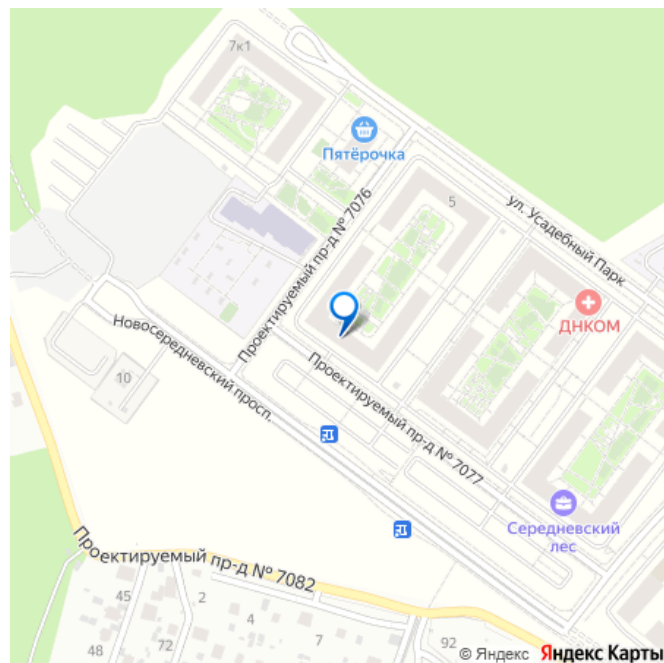 7к1
Пятёрочка
5
ул. Усадебный Парк
Проектируемый пр-д № 7076
ДНКОМ
Новосередневский просп.
10
Проектируемый пр-д № 7077
Середневский
лес
Проектируемый пр-д № 7082
45
2
4
7
48
72
92
© Яндекс Яндекс Карты